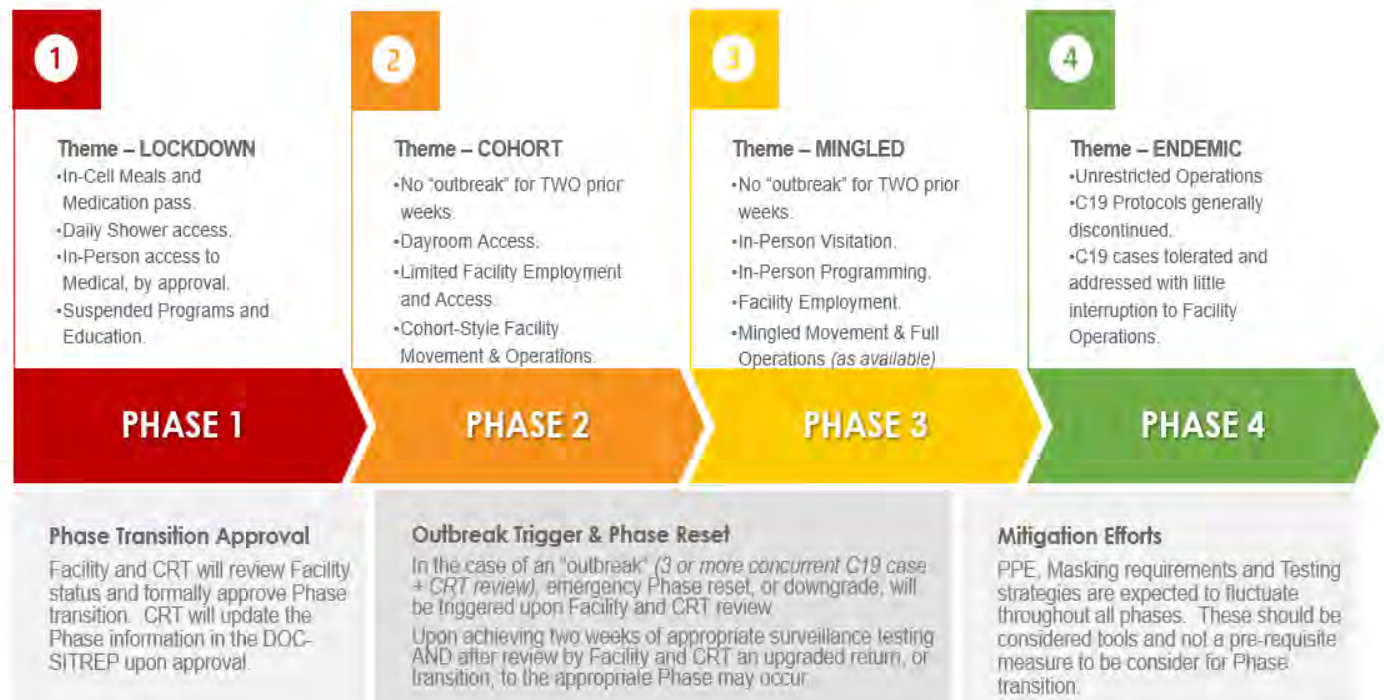 1
Theme – LOCKDOWN
•In-Cell Meals and
Medication pass.
•Daily Shower access.
•In-Person access to
Medical, by approval.
•Suspended Programs and
Education.
2
Theme – COHORT
•No "outbreak" for TWO prior
weeks.
•Dayroom Access.
•Limited Facility Employment
and Access.
•Cohort-Style Facility
Movement & Operations.
3
Theme – MINGLED
•No "outbreak" for TWO prior
weeks.
•In-Person Visitation.
•In-Person Programming.
•Facility Employment.
•Mingled Movement & Full
Operations (as available)
4
Theme – ENDEMIC
•Unrestricted Operations
•C19 Protocols generally
discontinued.
•C19 cases tolerated and
addressed with little
interruption to Facility
Operations.
PHASE 1
PHASE 2
PHASE 3
PHASE 4
Phase Transition Approval
Facility and CRT will review Facility
status and formally approve Phase
transition. CRT will update the
Phase information in the DOC-
SITREP upon approval.
Outbreak Trigger & Phase Reset
In the case of an "outbreak" (3 or more concurrent C19 case
+ CRT review), emergency Phase reset, or downgrade, will
be triggered upon Facility and CRT review
Upon achieving two weeks of appropriate surveillance testing
AND after review by Facility and CRT an upgraded return, or
transition, to the appropriate Phase may occur.
Mitigation Efforts
PPE, Masking requirements and Testing
strategies are expected to fluctuate
throughout all phases. These should be
considered tools and not a pre-requisite
measure to be consider for Phase
transition.